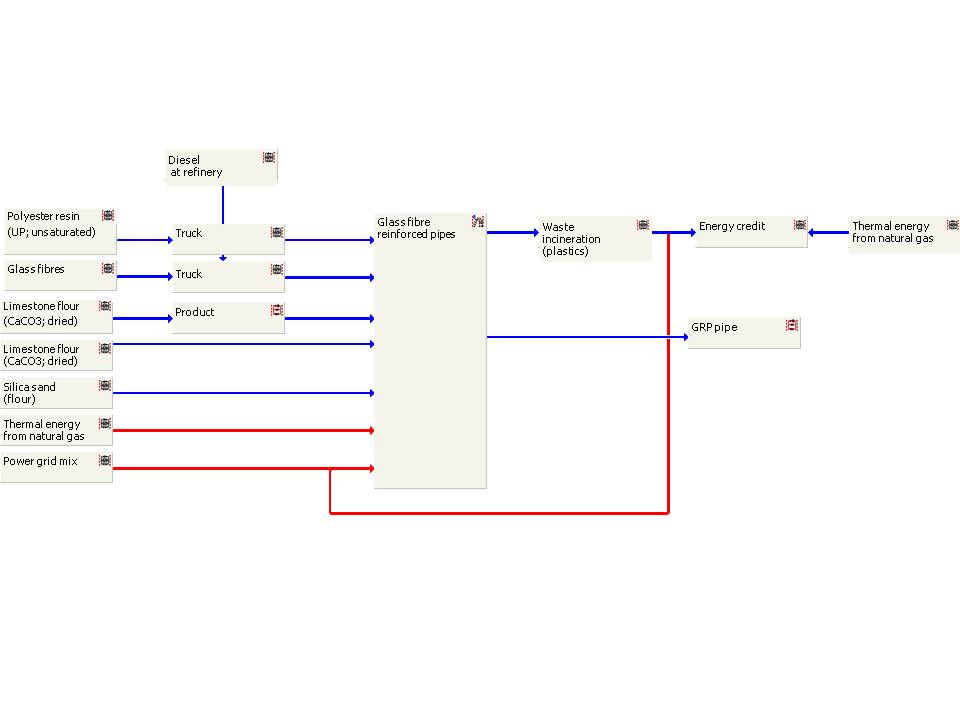 Diesel
at refinery
Polyester resin
(UP; unsaturated)
Truck
Glass fibre
reinforced pipes
Waste
incineration
(plastics)
Energy credit
Thermal energy
from natural gas
Glass fibres
Truck
Limestone flour
(CaCO3; dried)
Product
GRP pipe
Limestone flour
(CaCO3; dried)
Silica sand
(flour)
Thermal energy
from natural gas
Power grid mix